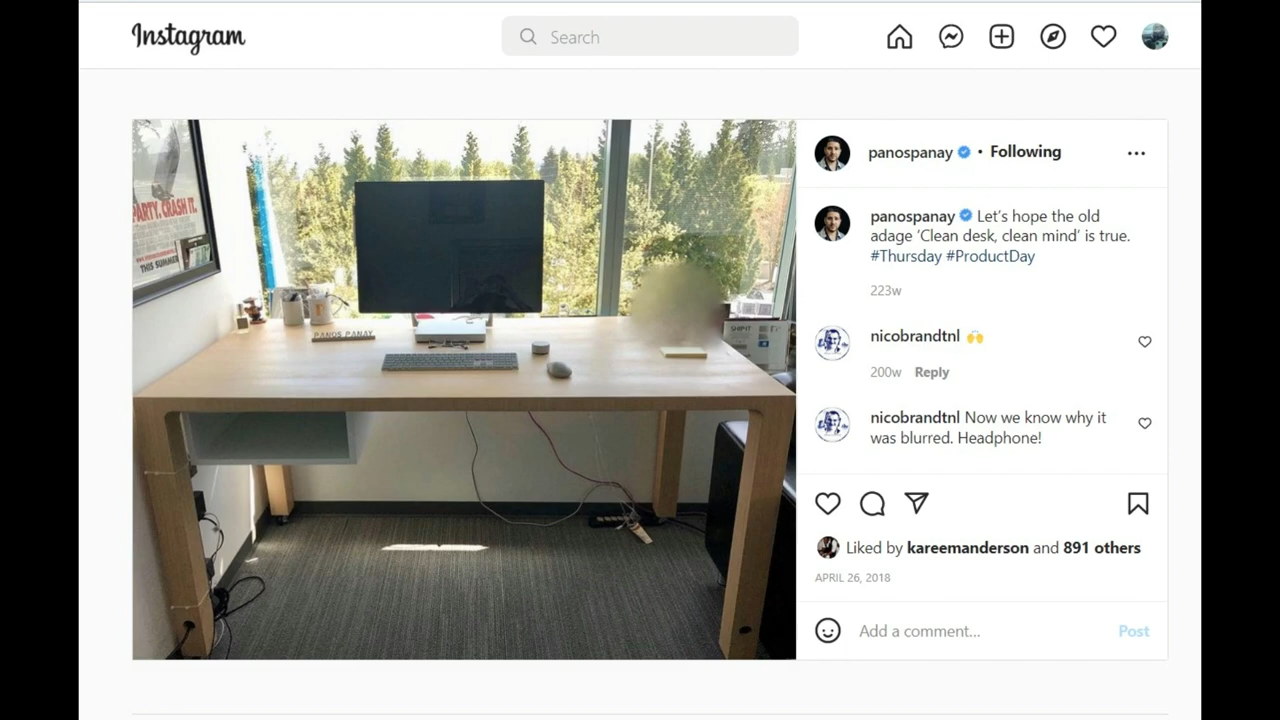 Instagram
Search
PARTY. CRASH IT.
THIS SUMMER
PANOS PANAY
SHIP IT
panospanay • Following
panospanay Let’s hope the old
adage ‘Clean desk, clean mind’ is true.
#Thursday #ProductDay
223w
nicobrandtnl 🙌
200w Reply
nicobrandtnl Now we know why it
was blurred. Headphone!
Liked by kareemanderson and 891 others
APRIL 26, 2018
Add a comment...
Post